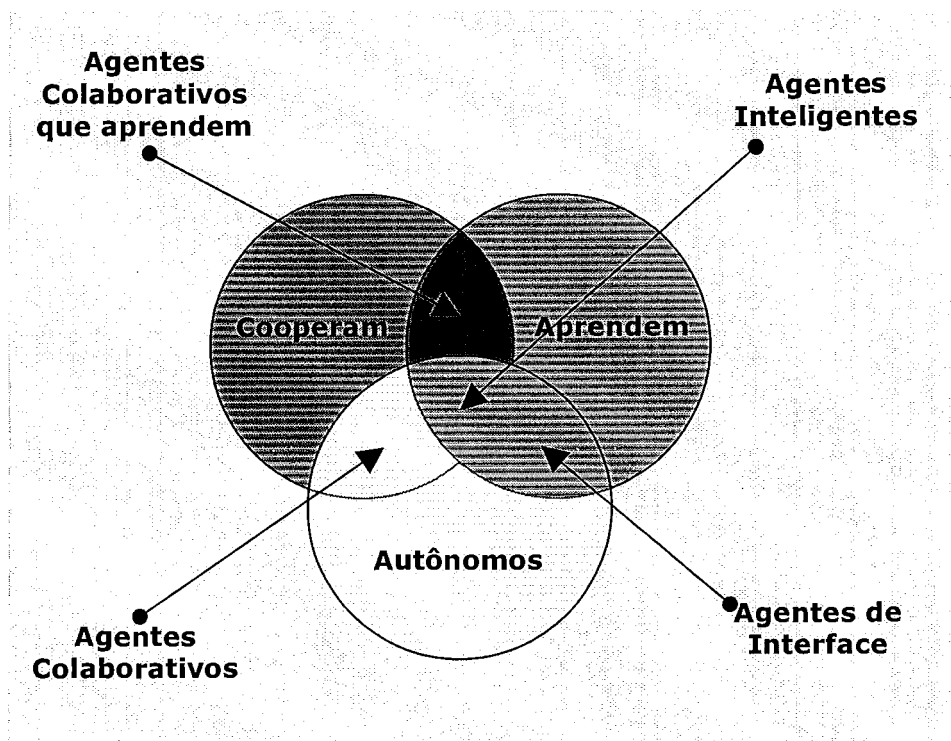 Agentes
Colaborativos
que aprendem
Agentes
Inteligentes
Cooperam
Aprendem
Autônomos
Agentes
Colaborativos
Agentes de
Interface